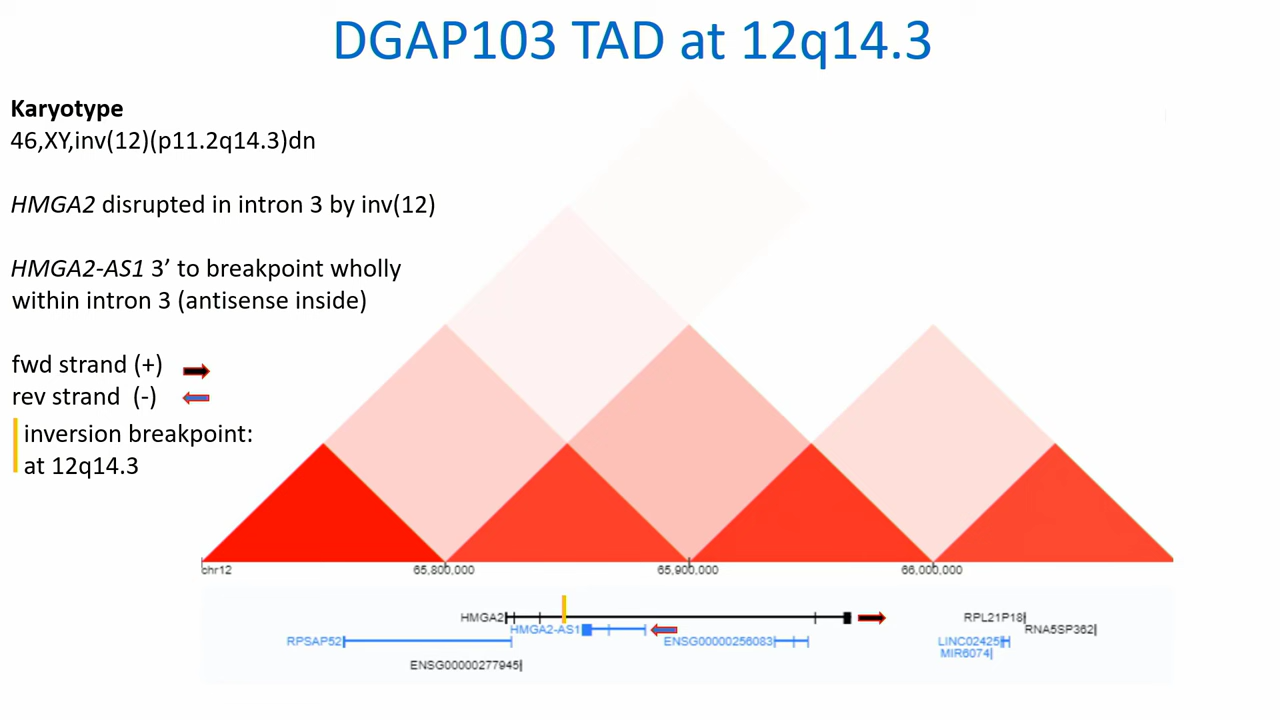 DGAP103 TAD at 12q14.3
Karyotype
46,XY,inv(12)(p11.2q14.3)dn
HMGA2 disrupted in intron 3 by inv(12)
HMGA2-AS1 3’ to breakpoint wholly
within intron 3 (antisense inside)
fwd strand (+)
rev strand (-)
inversion breakpoint:
at 12q14.3
chr12 65,800,000 65,900,000 66,000,000
HMGA2 RPL21P18
HMGA2-AS1 RNA5SP362
RPSAP52 ENSG00000256083 LINC02425
MIR6074
ENSG00000277945